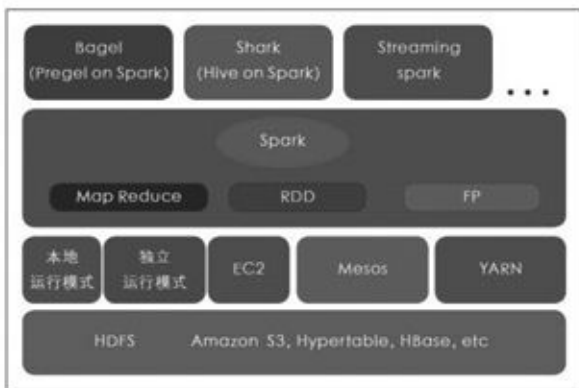 Bagel
(Pregel on Spark)
Shark
(Hive on Spark)
Streaming
spark
...
Spark
Map Reduce
RDD
FP
本地
运行模式
独立
运行模式
EC2
Mesos
YARN
HDFS
Amazon S3, Hypertable, HBase, etc